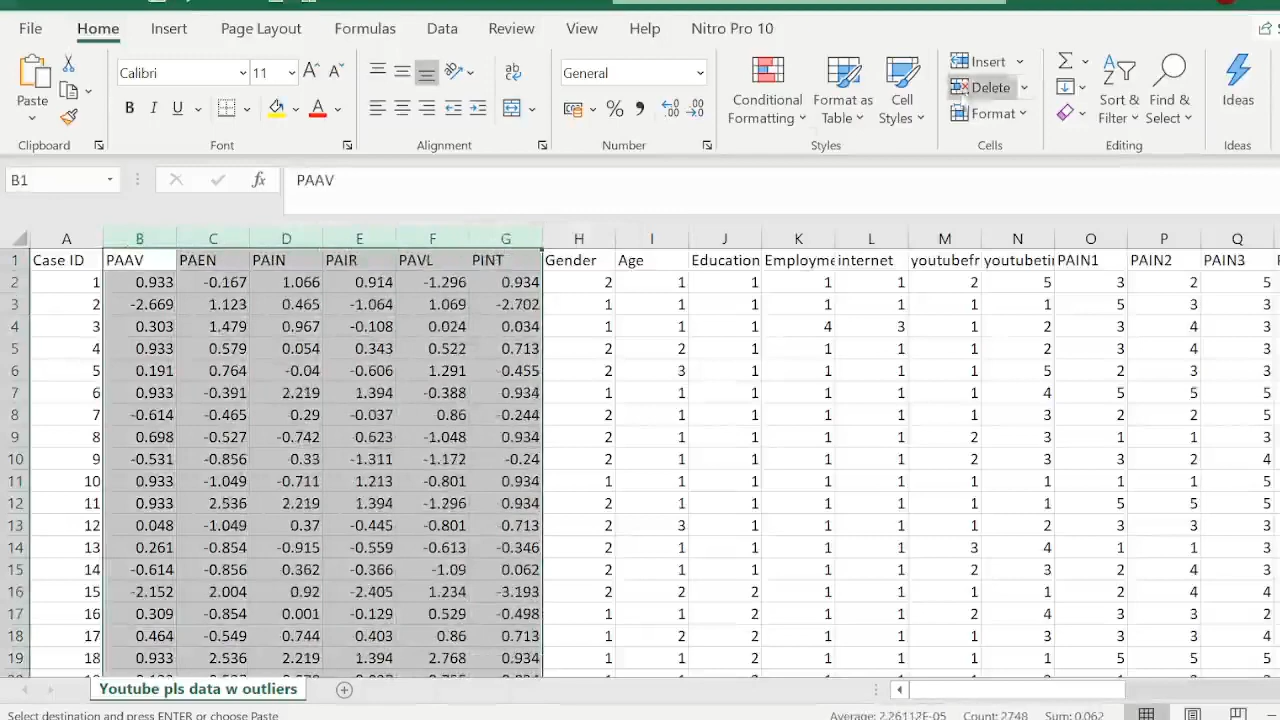 File Home Insert Page Layout Formulas Data Review View Help Nitro Pro 10
Paste
Calibri 11
General
Conditional Formatting
Format as Table
Cell Styles
Insert
Delete
Format
Sort & Filter
Find & Select
Ideas
Clipboard Font Alignment Number Styles Cells Editing Ideas
B1 fx PAAV
A B C D E F G H I J K L M N O P Q
1 Case ID PAAV PAEN PAIN PAIR PAVL PINT Gender Age Education Employme internet youtubefr youtubetin PAIN1 PAIN2 PAIN3
2 1 0.933 -0.167 1.066 0.914 -1.296 0.934 2 1 1 1 1 2 5 3 2 5
3 2 -2.669 1.123 0.465 -1.064 1.069 -2.702 1 1 1 1 1 1 1 5 3 3
4 3 0.303 1.479 0.967 -0.108 0.024 0.034 1 1 1 4 3 1 2 3 4 3
5 4 0.933 0.579 0.054 0.343 0.522 0.713 2 2 1 1 1 1 2 3 4 3
6 5 0.191 0.764 -0.04 -0.606 1.291 -0.455 2 3 1 1 1 1 5 2 3 3
7 6 0.933 -0.391 2.219 1.394 -0.388 0.934 1 1 1 1 1 1 4 5 5 5
8 7 -0.614 -0.465 0.29 -0.037 0.86 -0.244 2 1 1 1 1 1 3 2 2 5
9 8 0.698 -0.527 -0.742 0.623 -1.048 0.934 2 1 1 1 1 2 3 1 1 3
10 9 -0.531 -0.856 0.33 -1.311 -1.172 -0.24 2 1 1 1 1 2 3 3 2 4
11 10 0.933 -1.049 -0.711 1.213 -0.801 0.934 1 1 1 1 1 1 1 1 1 5
12 11 0.933 2.536 2.219 1.394 -1.296 0.934 2 1 1 1 1 1 1 5 5 5
13 12 0.048 -1.049 0.37 -0.445 -0.801 -0.713 2 3 1 1 1 1 2 3 3 3
14 13 0.261 -0.854 -0.915 -0.559 -0.613 -0.346 2 1 1 1 1 3 4 1 1 3
15 14 -0.614 -0.856 0.362 -0.366 -1.09 0.062 2 1 1 1 1 2 3 2 4 3
16 15 -2.152 2.004 0.92 -2.405 1.234 -3.193 2 2 2 1 1 1 1 2 4 4
17 16 0.309 -0.854 0.001 -0.129 0.529 -0.498 1 1 2 1 1 2 4 3 3 2
18 17 0.464 -0.549 0.744 0.403 0.86 0.713 1 2 2 1 1 1 3 3 3 4
19 18 0.933 2.536 2.219 1.394 2.768 0.934 1 1 2 1 1 1 1 5 5 5
Youtube pls data w outliers
Select destination and press ENTER or choose Paste Average: 2.26112E-05 Count: 2748 Sum: 0.062